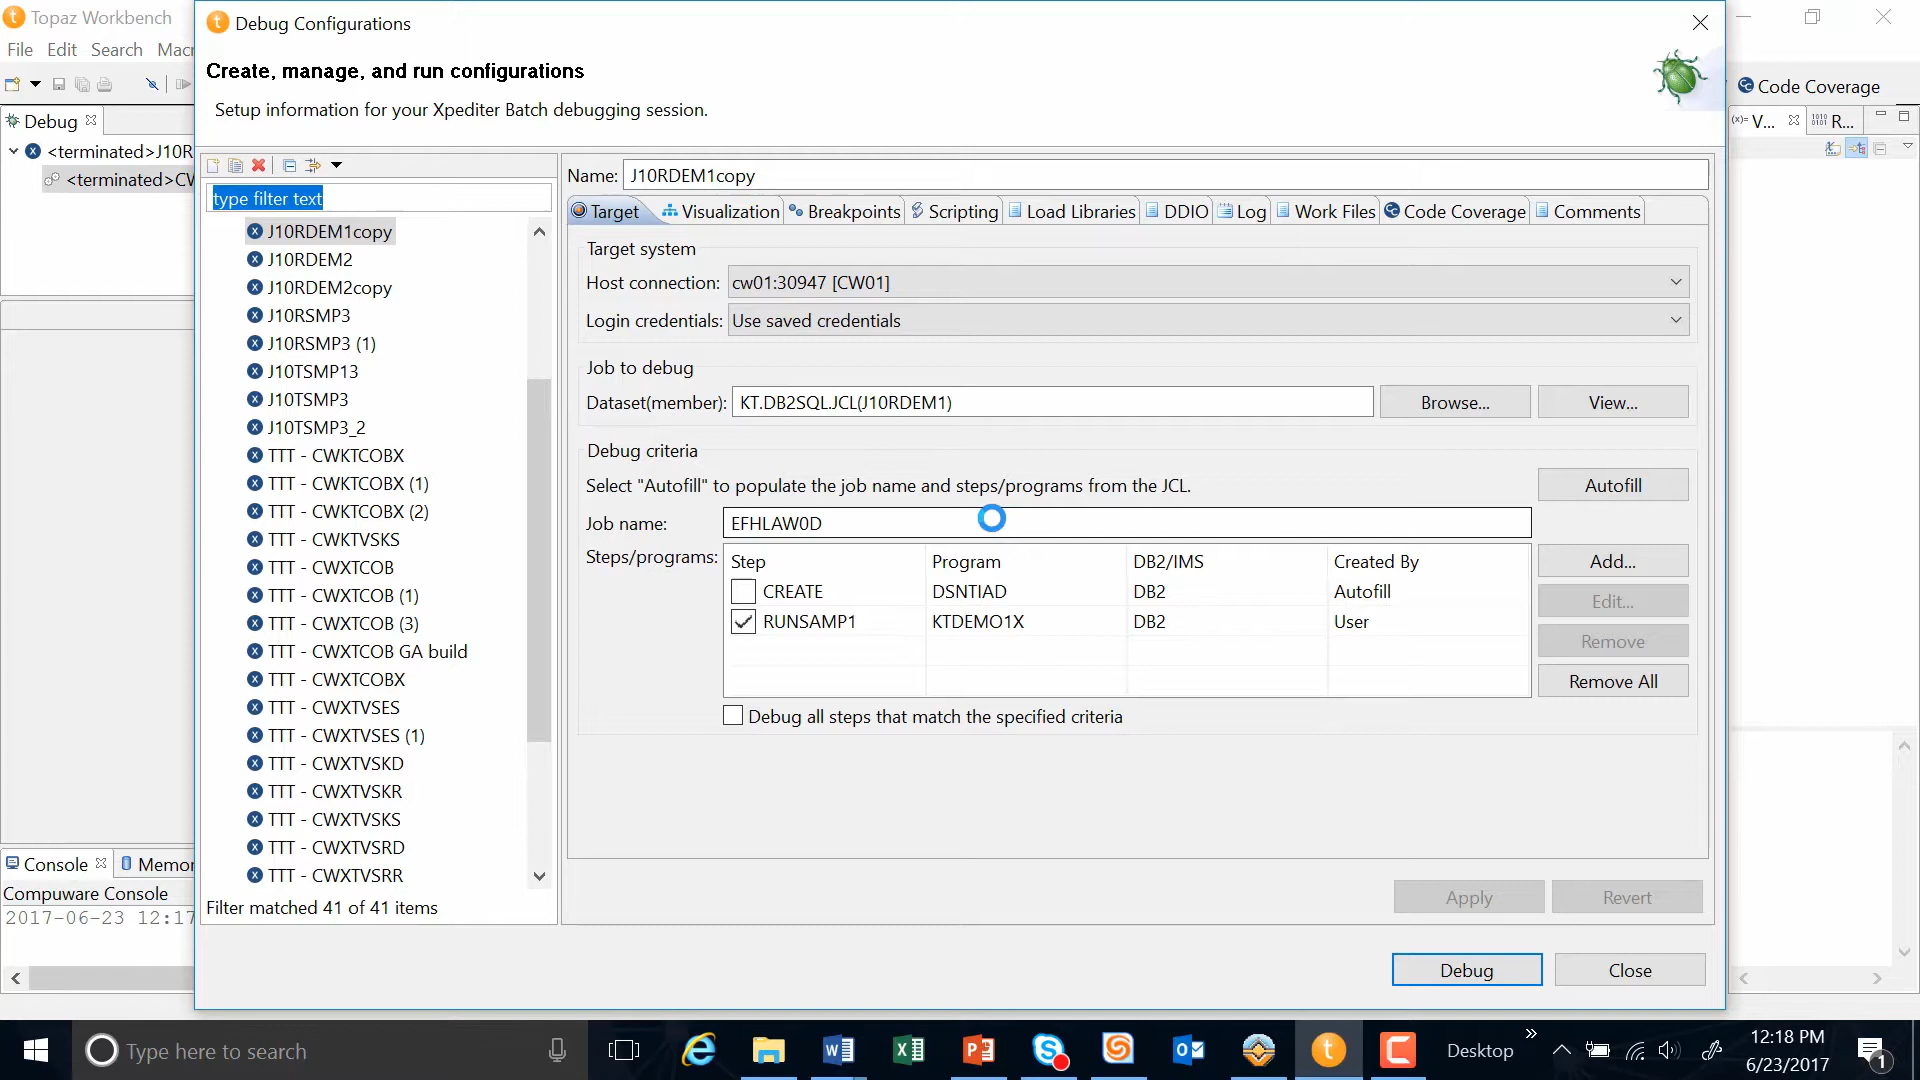 Topaz Workbench
File Edit Search Macr
Debug
<terminated>J10R
<terminated>CW
Console
Memor
Compuware Console
2017-06-23 12:17
Debug Configurations
Create, manage, and run configurations
Setup information for your Xpediter Batch debugging session.
type filter text
J10RDEM1copy
J10RDEM2
J10RDEM2copy
J10RSMP3
J10RSMP3 (1)
J10TSMP13
J10TSMP3
J10TSMP3_2
TTT - CWKTCOBX
TTT - CWKTCOBX (1)
TTT - CWKTCOBX (2)
TTT - CWKTVSKS
TTT - CWXTCOB
TTT - CWXTCOB (1)
TTT - CWXTCOB (3)
TTT - CWXTCOB GA build
TTT - CWXTCOBX
TTT - CWXTVSES
TTT - CWXTVSES (1)
TTT - CWXTVSKD
TTT - CWXTVSKR
TTT - CWXTVSKS
TTT - CWXTVSRD
TTT - CWXTVSRR
Filter matched 41 of 41 items
Name: J10RDEM1copy
Target Visualization Breakpoints Scripting Load Libraries DDIO Log Work Files Code Coverage Comments
Target system
Host connection: cw01:30947 [CW01]
Login credentials: Use saved credentials
Job to debug
Dataset(member): KT.DB2SQL.JCL(J10RDEM1) Browse... View...
Debug criteria
Select "Autofill" to populate the job name and steps/programs from the JCL. Autofill
Job name: EFHLAW0D
Steps/programs: Step Program DB2/IMS Created By Add...
CREATE DSNTIAD DB2 Autofill Edit...
RUNSAMP1 KTDEMO1X DB2 User Remove
Remove All
Debug all steps that match the specified criteria
Apply Revert
Debug Close
Code Coverage
(x)= V... 1010 0101 R...
Type here to search
Desktop
12:18 PM
6/23/2017
1